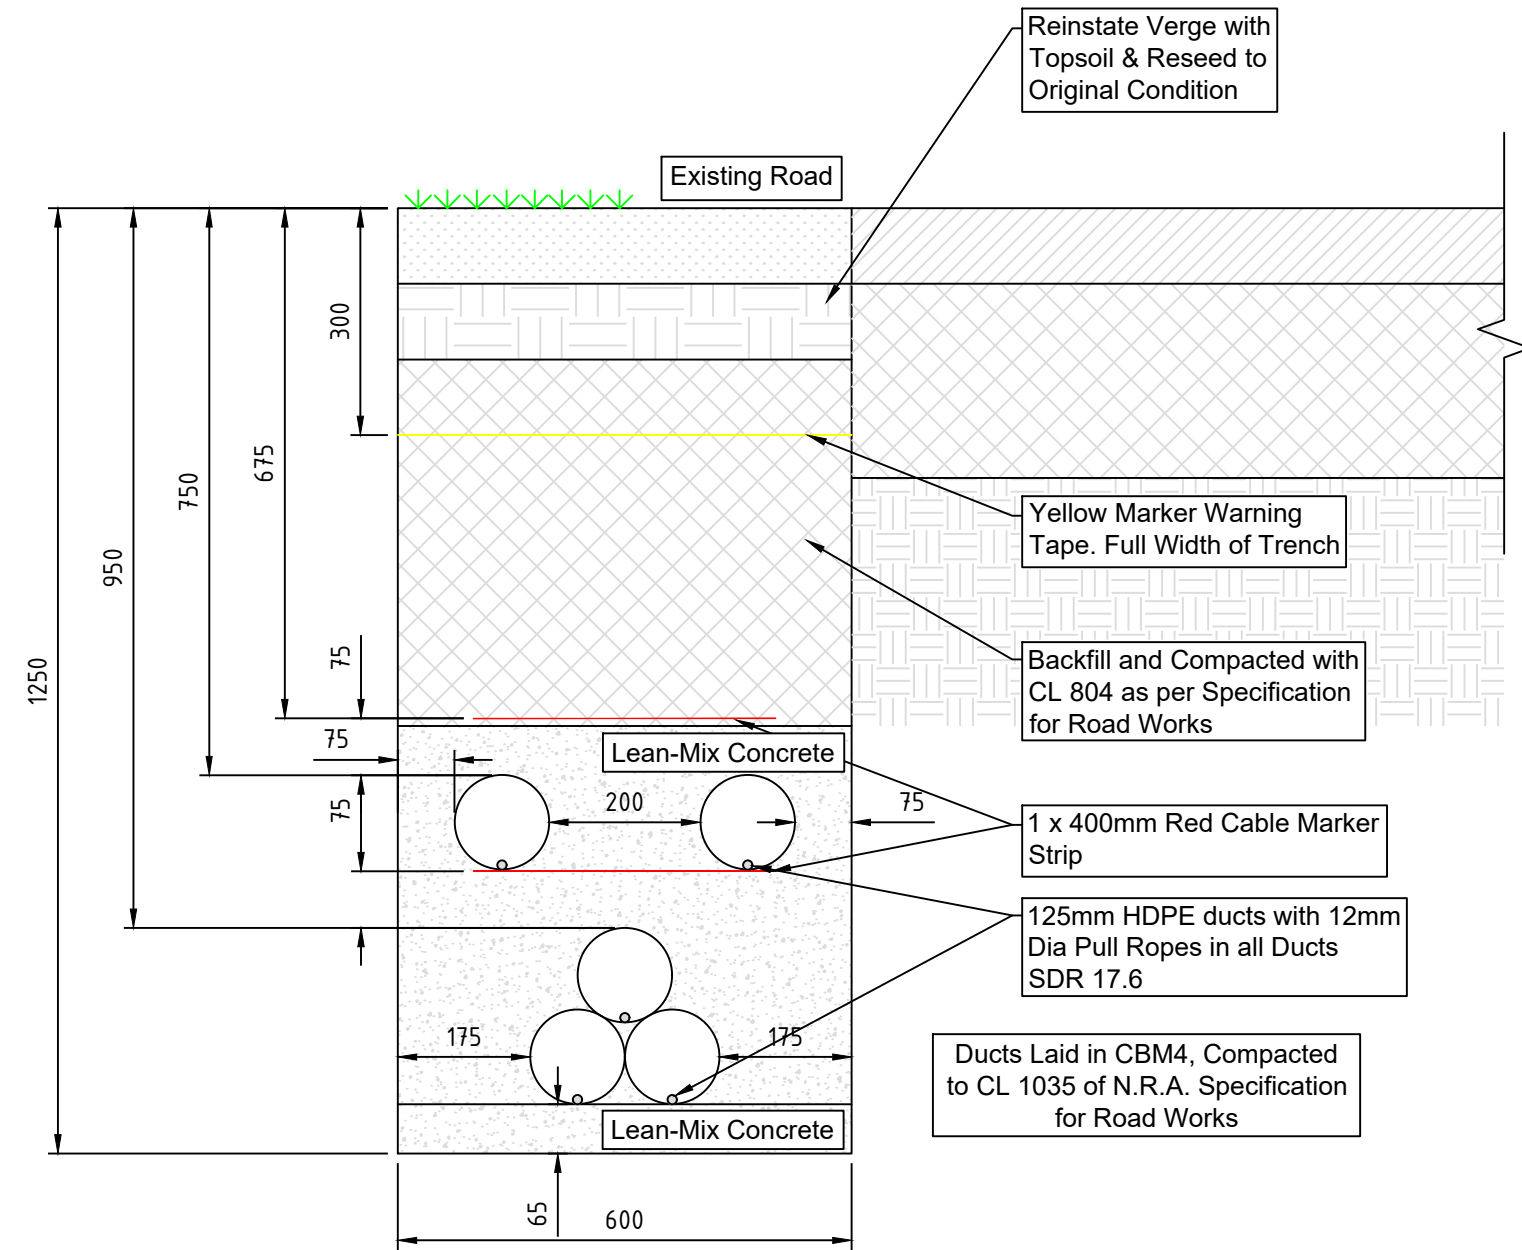 Reinstate Verge with
Topsoil & Reseed to
Original Condition
Existing Road
300
675
750
950
1250
Yellow Marker Warning
Tape. Full Width of Trench
Backfill and Compacted with
CL 804 as per Specification
for Road Works
75
75
Lean-Mix Concrete
75
200
75
1 x 400mm Red Cable Marker
Strip
125mm HDPE ducts with 12mm
Dia Pull Ropes in all Ducts
SDR 17.6
175
175
Ducts Laid in CBM4, Compacted
to CL 1035 of N.R.A. Specification
for Road Works
Lean-Mix Concrete
65
600